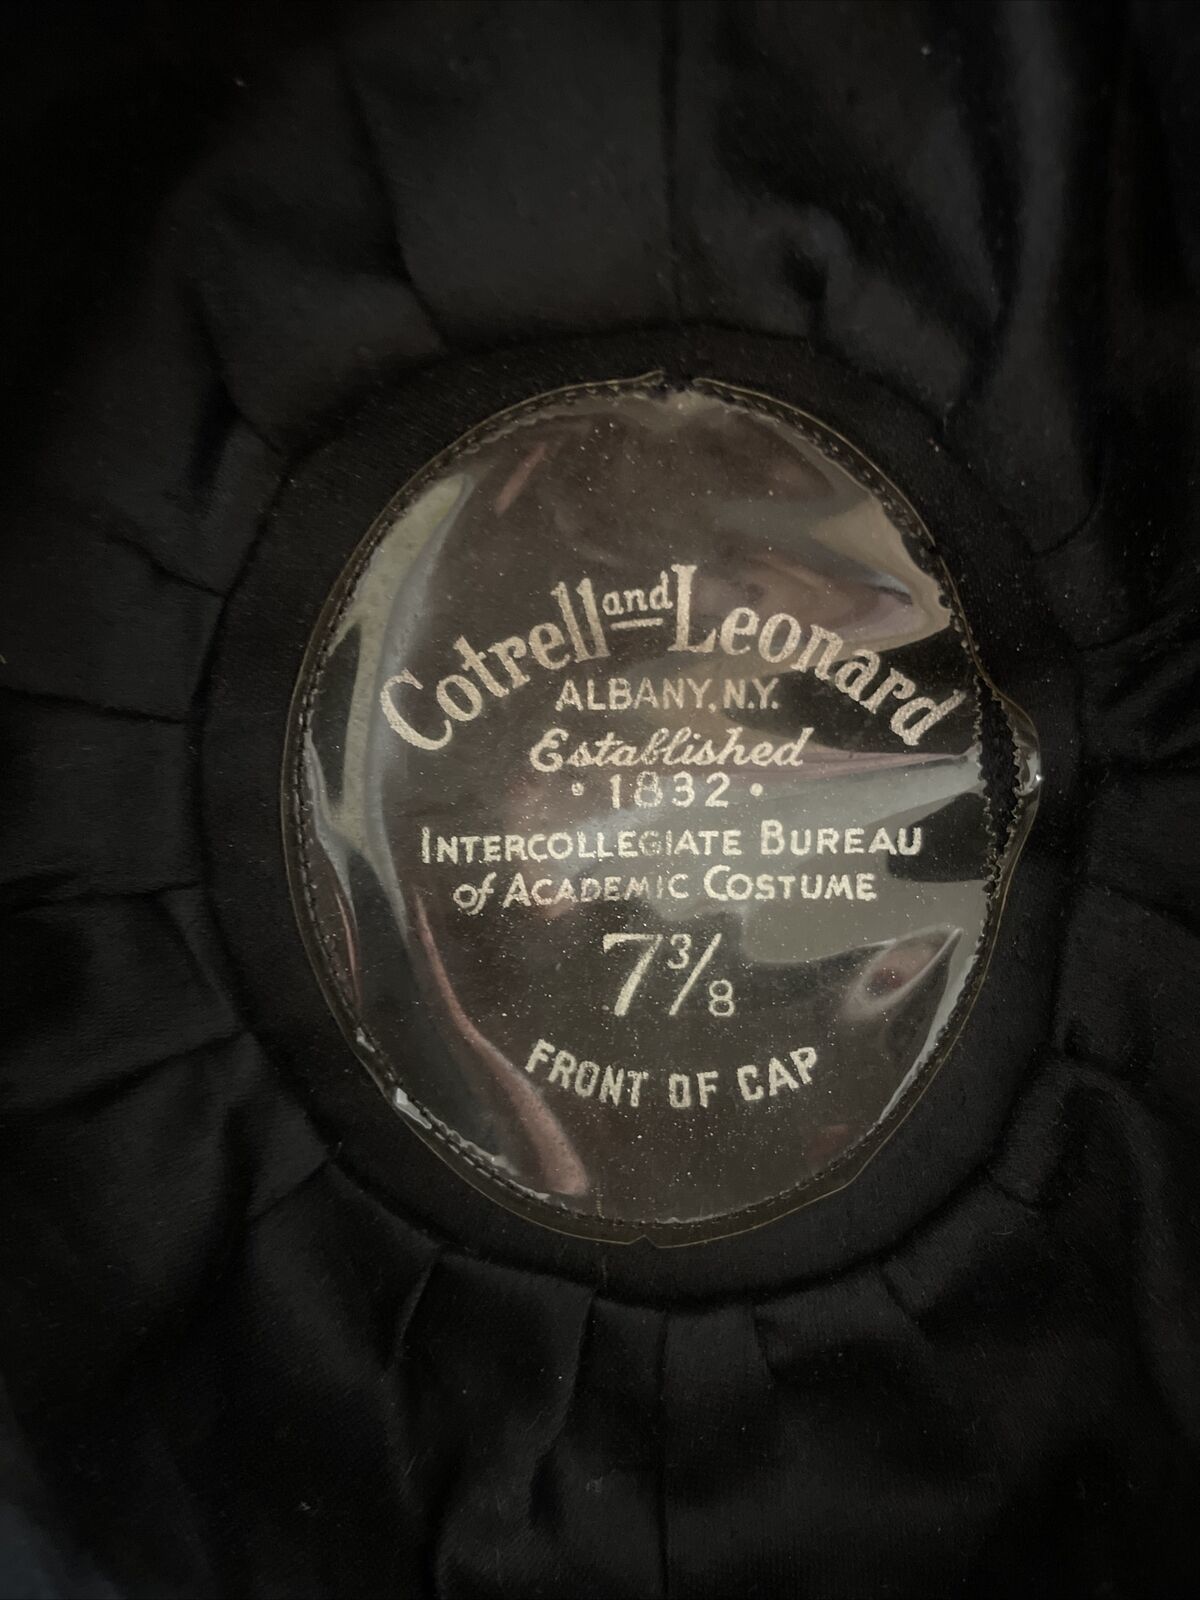 Cotrell and Leonard
ALBANY, N.Y.
Established
• 1832 •
INTERCOLLEGIATE BUREAU
of ACADEMIC COSTUME
7 3/8
FRONT OF CAP